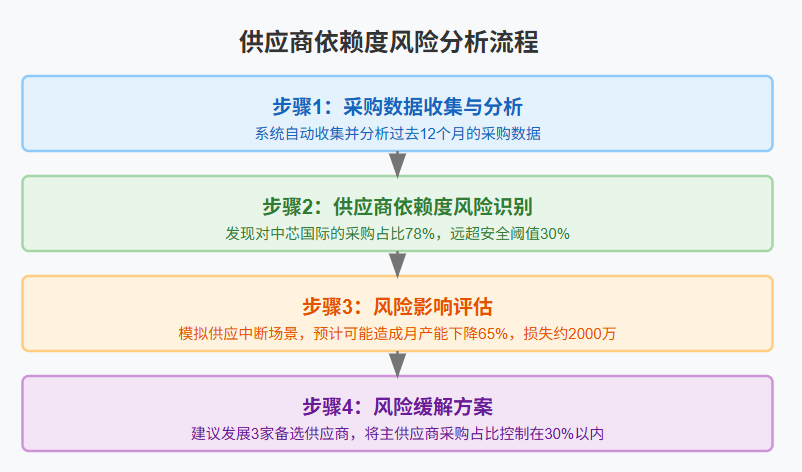 供应商依赖度风险分析流程
步骤1：采购数据收集与分析
系统自动收集并分析过去12个月的采购数据
步骤2：供应商依赖度风险识别
发现对中芯国际的采购占比78%，远超安全阈值30%
步骤3：风险影响评估
模拟供应中断场景，预计可能造成月产能下降65%，损失约2000万
步骤4：风险缓解方案
建议发展3家备选供应商，将主供应商采购占比控制在30%以内